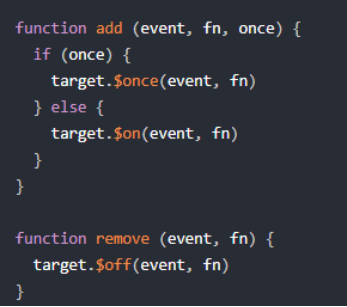 function add (event, fn, once) {
  if (once) {
    target.$once(event, fn)
  } else {
    target.$on(event, fn)
  }
}

function remove (event, fn) {
  target.$off(event, fn)
}